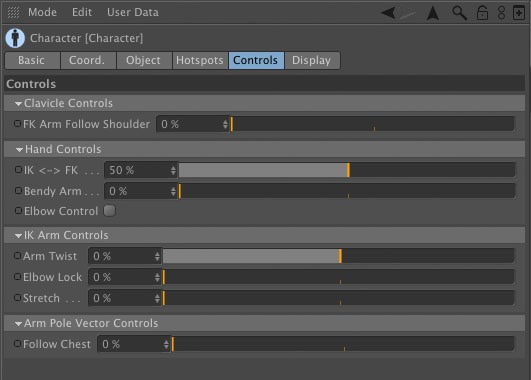 Mode Edit User Data
Character [Character]
Basic Coord. Object Hotspots Controls Display
Controls
Clavicle Controls
FK Arm Follow Shoulder 0 %
Hand Controls
IK <-> FK . . . 50 %
Bendy Arm . . . 0 %
Elbow Control
IK Arm Controls
Arm Twist 0 %
Elbow Lock 0 %
Stretch . . . 0 %
Arm Pole Vector Controls
Follow Chest 0 %